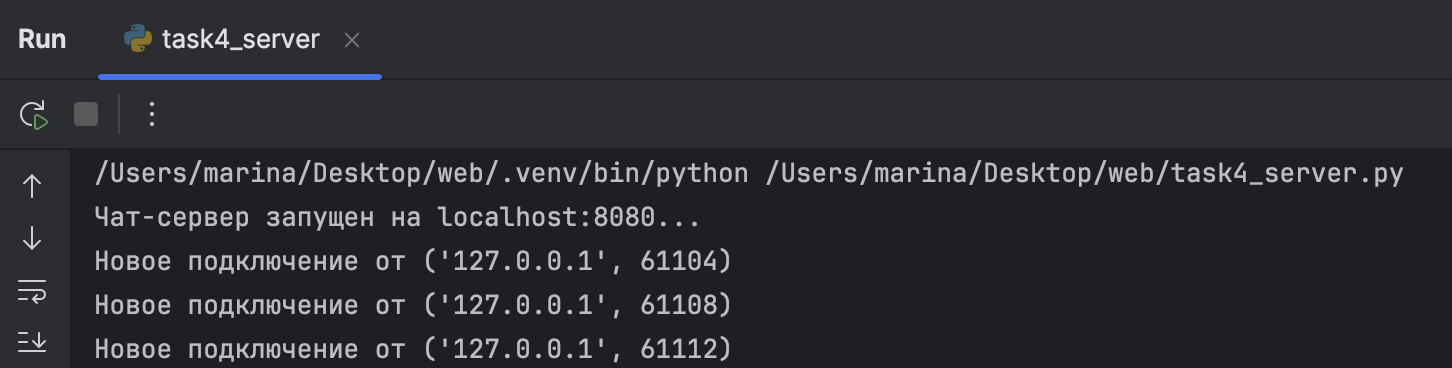 Run task4_server
/Users/marina/Desktop/web/.venv/bin/python /Users/marina/Desktop/web/task4_server.py
Чат-сервер запущен на localhost:8080...
Новое подключение от ('127.0.0.1', 61104)
Новое подключение от ('127.0.0.1', 61108)
Новое подключение от ('127.0.0.1', 61112)